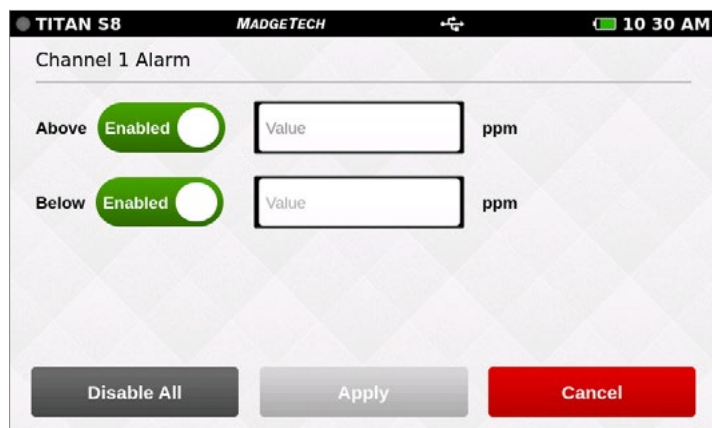 TITAN S8 MADGETECH 10 30 AM
Channel 1 Alarm
Above Enabled Value ppm
Below Enabled Value ppm
Disable All Apply Cancel